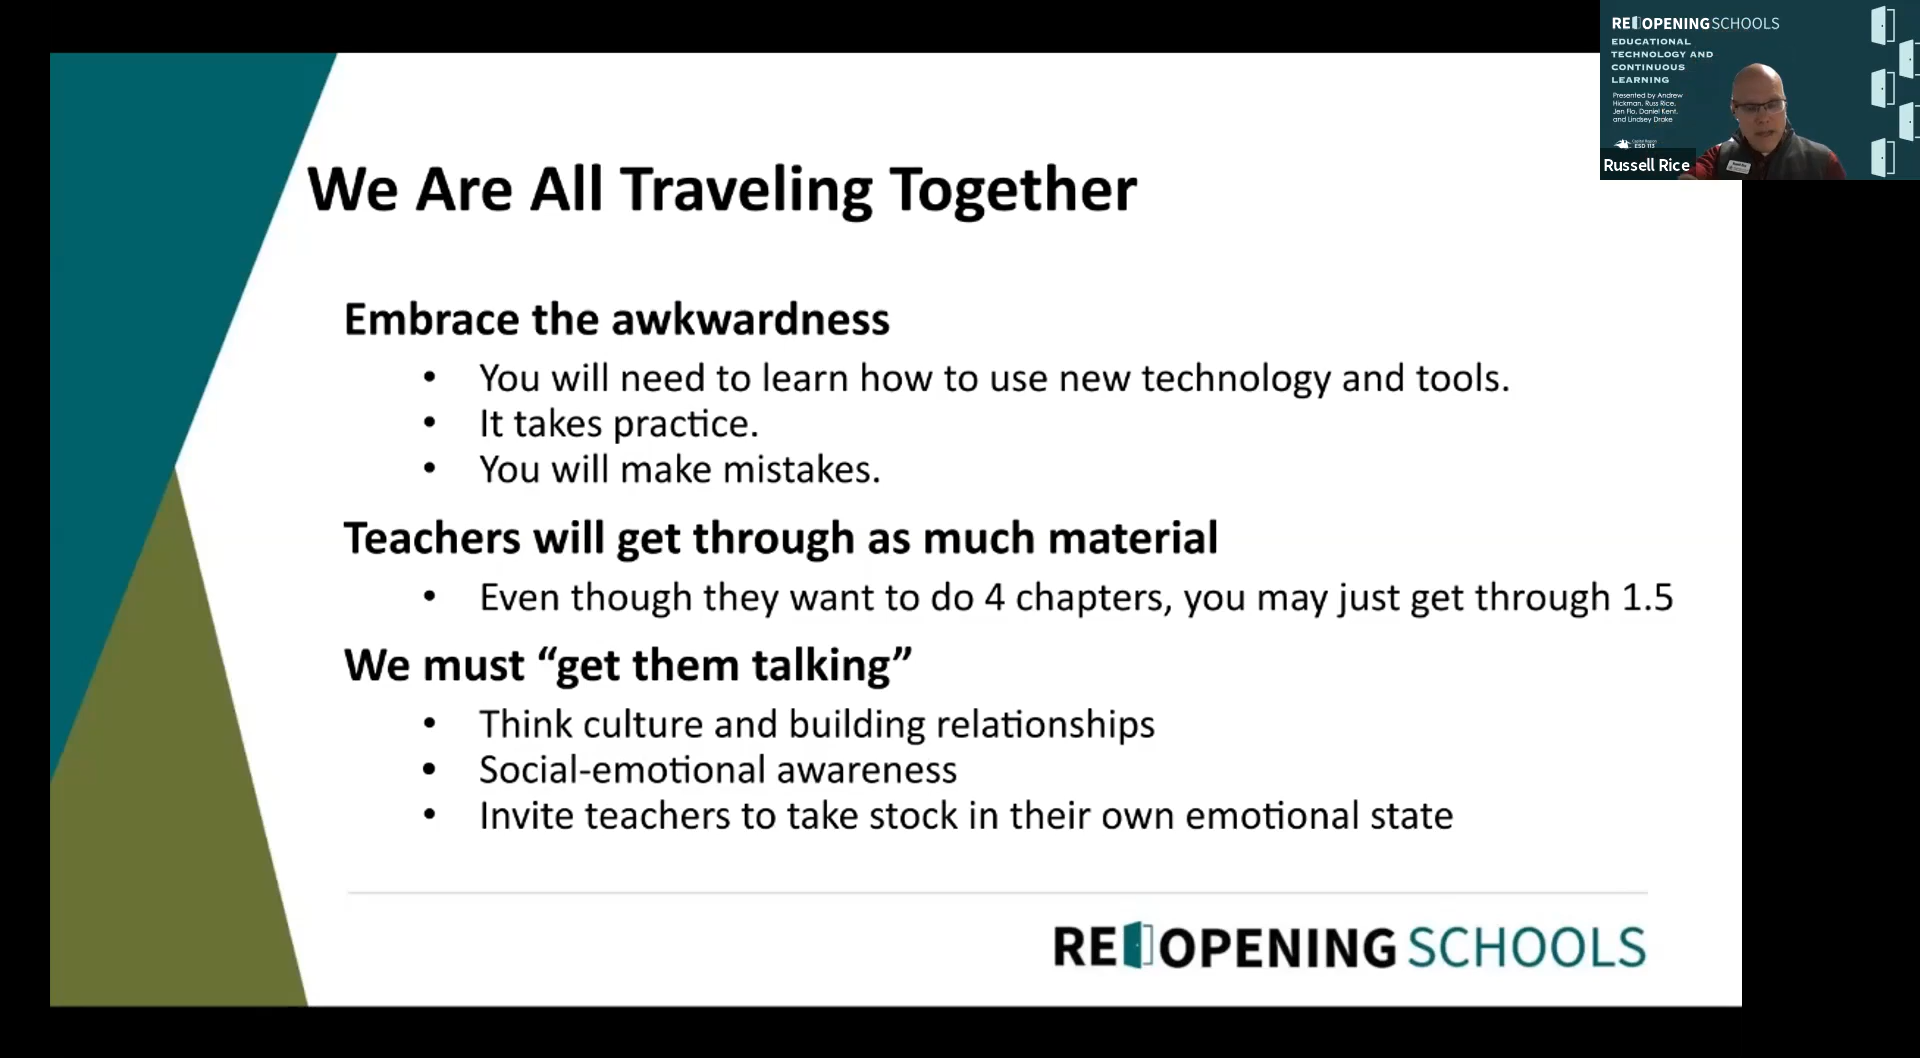 We Are All Traveling Together
Embrace the awkwardness
• You will need to learn how to use new technology and tools.
• It takes practice.
• You will make mistakes.
Teachers will get through as much material
• Even though they want to do 4 chapters, you may just get through 1.5
We must “get them talking”
• Think culture and building relationships
• Social-emotional awareness
• Invite teachers to take stock in their own emotional state
REOPENING SCHOOLS
REOPENING SCHOOLS
EDUCATIONAL
TECHNOLOGY AND
CONTINUOUS
LEARNING
Presented by Andrew
Hickman, Russ Rice,
Jen Flo, Daniel Kent,
and Lindsey Drake
Capital Region
ESD 113
Russell Rice